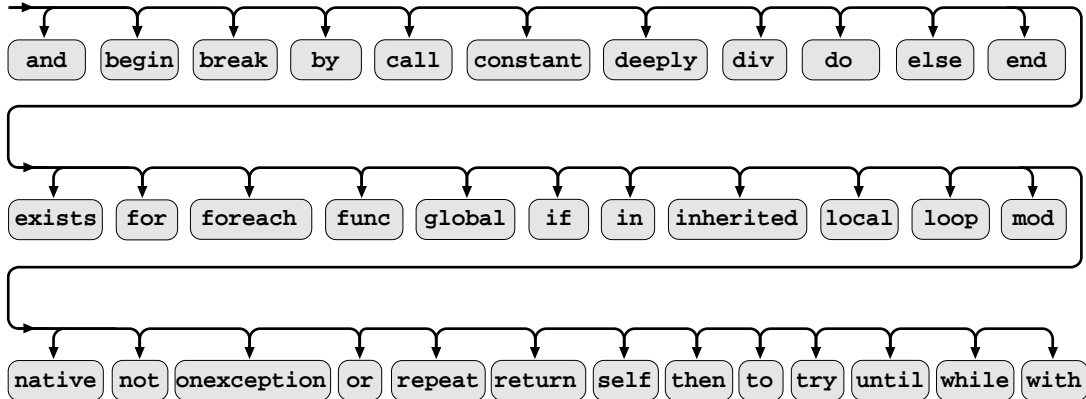 and begin break by call constant deeply div do else end
exists for foreach func global if in inherited local loop mod
native not onexception or repeat return self then to try until while with